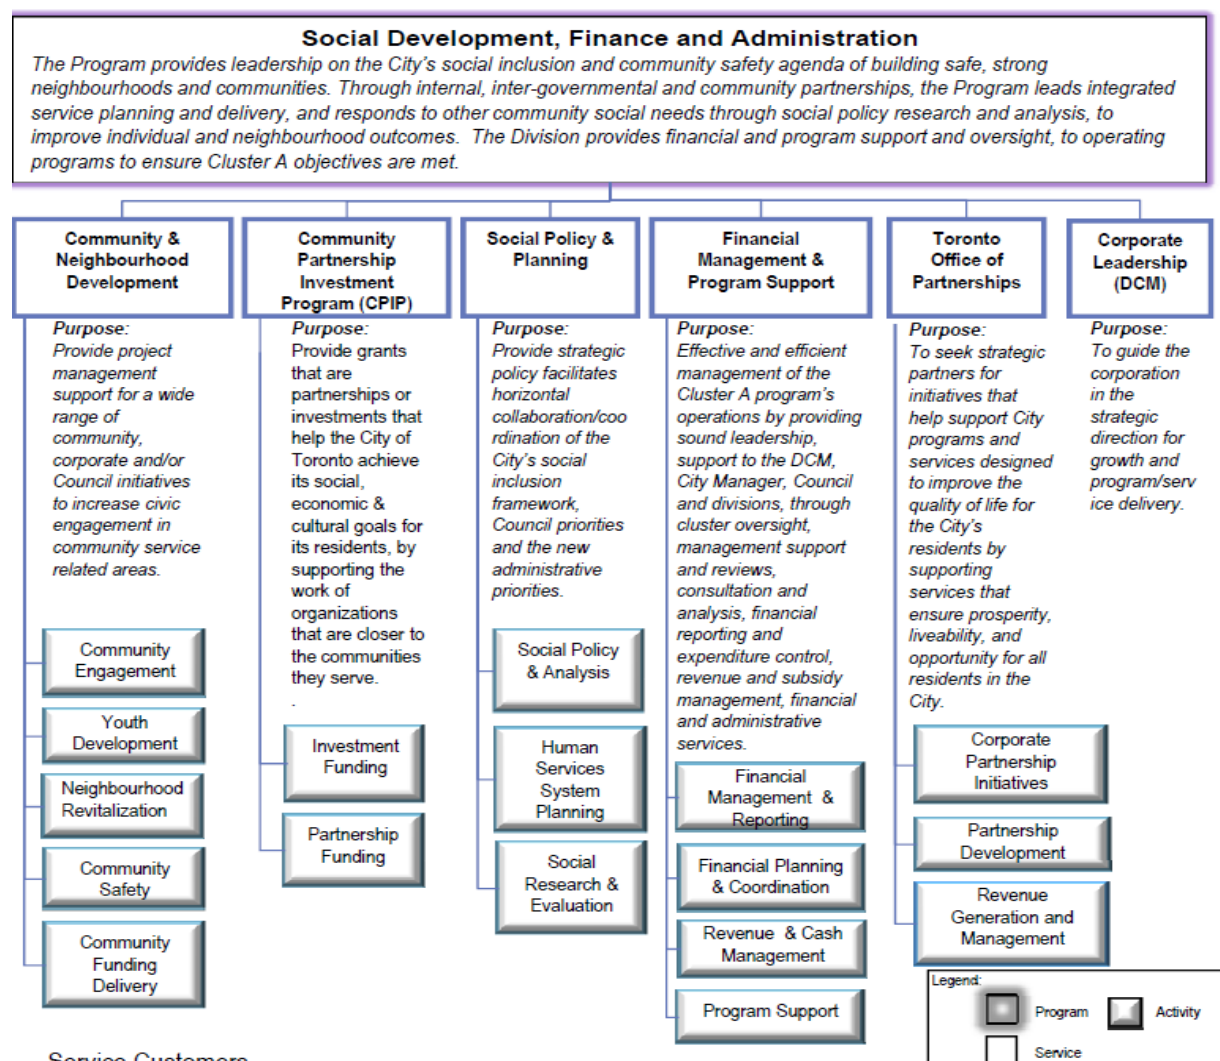 Social Development, Finance and Administration
The Program provides leadership on the City's social inclusion and community safety agenda of building safe, strong
neighbourhoods and communities. Through internal, inter-governmental and community partnerships, the Program leads integrated
service planning and delivery, and responds to other community social needs through social policy research and analysis, to
improve individual and neighbourhood outcomes. The Division provides financial and program support and oversight, to operating
programs to ensure Cluster A objectives are met.
Community &
Neighbourhood
Development
Purpose:
Provide project
management
support for a wide
range of
community,
corporate and/or
Council initiatives
to increase civic
engagement in
community service
related areas.
Community
Engagement
Youth
Development
Neighbourhood
Revitalization
Community
Safety
Community
Funding
Delivery
Community
Partnership
Investment
Program (CPIP)
Purpose:
Provide grants
that are
partnerships or
investments that
help the City of
Toronto achieve
its social,
economic &
cultural goals for
its residents, by
supporting the
work of
organizations
that are closer to
the communities
they serve.
.
Investment
Funding
Partnership
Funding
Social Policy &
Planning
Purpose:
Provide strategic
policy facilitates
horizontal
collaboration/coo
rdination of the
City's social
inclusion
framework,
Council priorities
and the new
administrative
priorities.
Social Policy
& Analysis
Human
Services
System
Planning
Social
Research &
Evaluation
Financial
Management &
Program Support
Purpose:
Effective and efficient
management of the
Cluster A program's
operations by providing
sound leadership,
support to the DCM,
City Manager, Council
and divisions, through
cluster oversight,
management support
and reviews,
consultation and
analysis, financial
reporting and
expenditure control,
revenue and subsidy
management, financial
and administrative
services.
Financial
Management &
Reporting
Financial Planning
& Coordination
Revenue & Cash
Management
Program Support
Toronto
Office of
Partnerships
Purpose:
To seek strategic
partners for
initiatives that
help support City
programs and
services designed
to improve the
quality of life for
the City's
residents by
supporting
services that
ensure prosperity,
liveability, and
opportunity for all
residents in the
City.
Corporate
Partnership
Initiatives
Partnership
Development
Revenue
Generation and
Management
Corporate
Leadership
(DCM)
Purpose:
To guide the
corporation
in the
strategic
direction for
growth and
program/serv
ice delivery.
Legend:
Program
Activity
Service
Service Customers